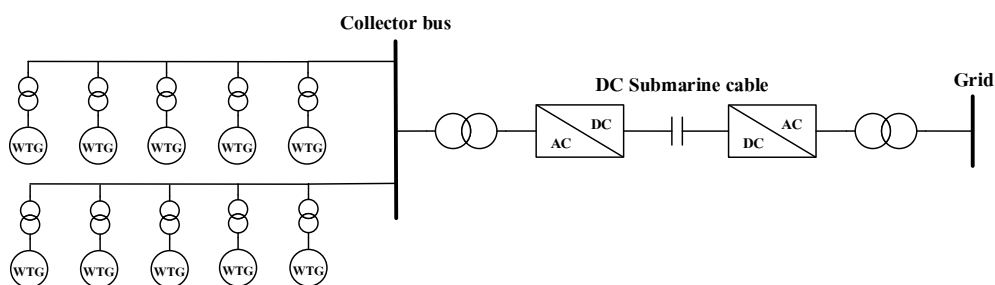 Collector bus
DC Submarine cable
Grid
WTG WTG WTG WTG WTG
AC DC
DC AC
WTG WTG WTG WTG WTG